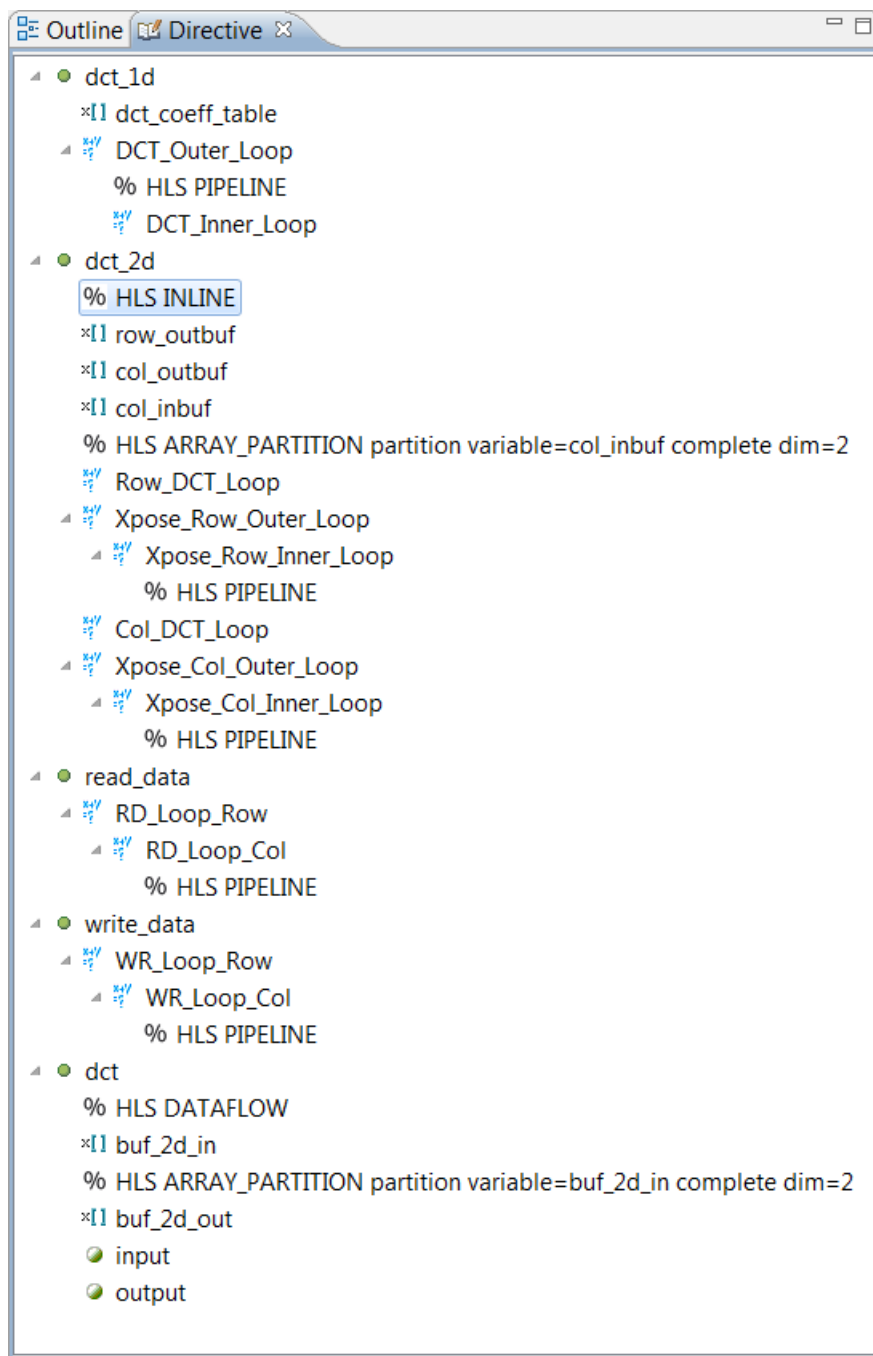 Outline Directive
dct_1d
x[] dct_coeff_table
DCT_Outer_Loop
% HLS PIPELINE
DCT_Inner_Loop
dct_2d
% HLS INLINE
x[] row_outbuf
x[] col_outbuf
x[] col_inbuf
% HLS ARRAY_PARTITION partition variable=col_inbuf complete dim=2
Row_DCT_Loop
Xpose_Row_Outer_Loop
Xpose_Row_Inner_Loop
% HLS PIPELINE
Col_DCT_Loop
Xpose_Col_Outer_Loop
Xpose_Col_Inner_Loop
% HLS PIPELINE
read_data
RD_Loop_Row
RD_Loop_Col
% HLS PIPELINE
write_data
WR_Loop_Row
WR_Loop_Col
% HLS PIPELINE
dct
% HLS DATAFLOW
x[] buf_2d_in
% HLS ARRAY_PARTITION partition variable=buf_2d_in complete dim=2
x[] buf_2d_out
input
output